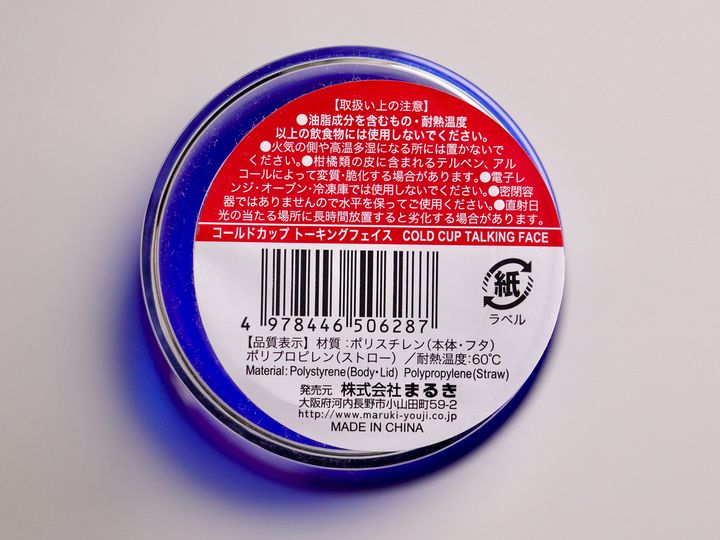 【取扱い上の注意】
●油脂成分を含むもの・耐熱温度
以上の飲食物には使用しないでください。
●火気の側や高温多湿になる所には置かないで
ください。●柑橘類の皮に含まれるテルペン、アル
コールによって変質・脆化する場合があります。●電子レ
ンジ・オーブン・冷凍庫では使用しないでください。●密閉容
器ではありませんので水平を保ってご使用ください。●直射日
光の当たる場所に長時間放置すると劣化する場合があります。
コールドカップ トーキングフェイス COLD CUP TALKING FACE
紙
ラベル
4 978446 506287
【品質表示】材質：ポリスチレン（本体・フタ）
ポリプロピレン（ストロー）／耐熱温度：60℃
Material: Polystyrene(Body・Lid) Polypropylene(Straw)
発売元 株式会社まるき
大阪府河内長野市小山田町59-2
http://www.maruki-youji.co.jp
MADE IN CHINA